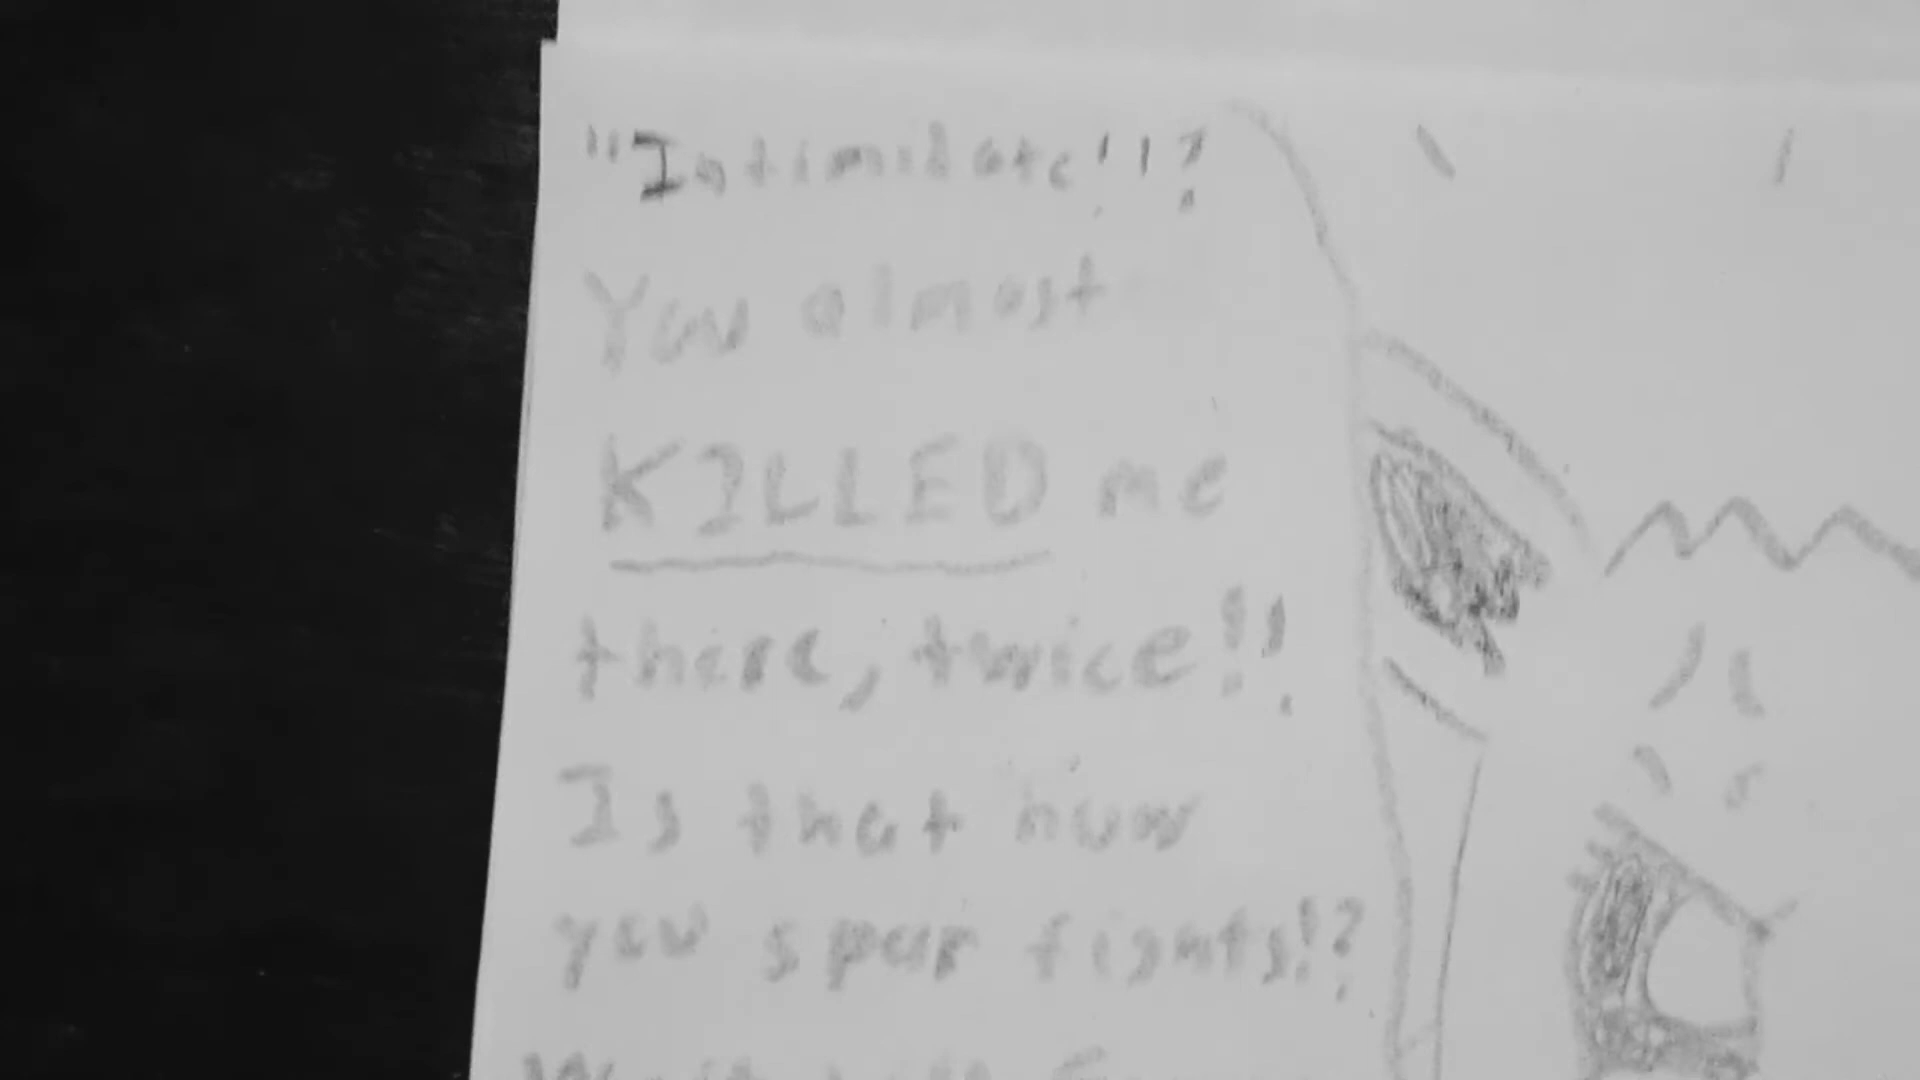 "Intimidate"!?
You almost
KILLED me
there, twice!!
Is that how
you spar fights!?